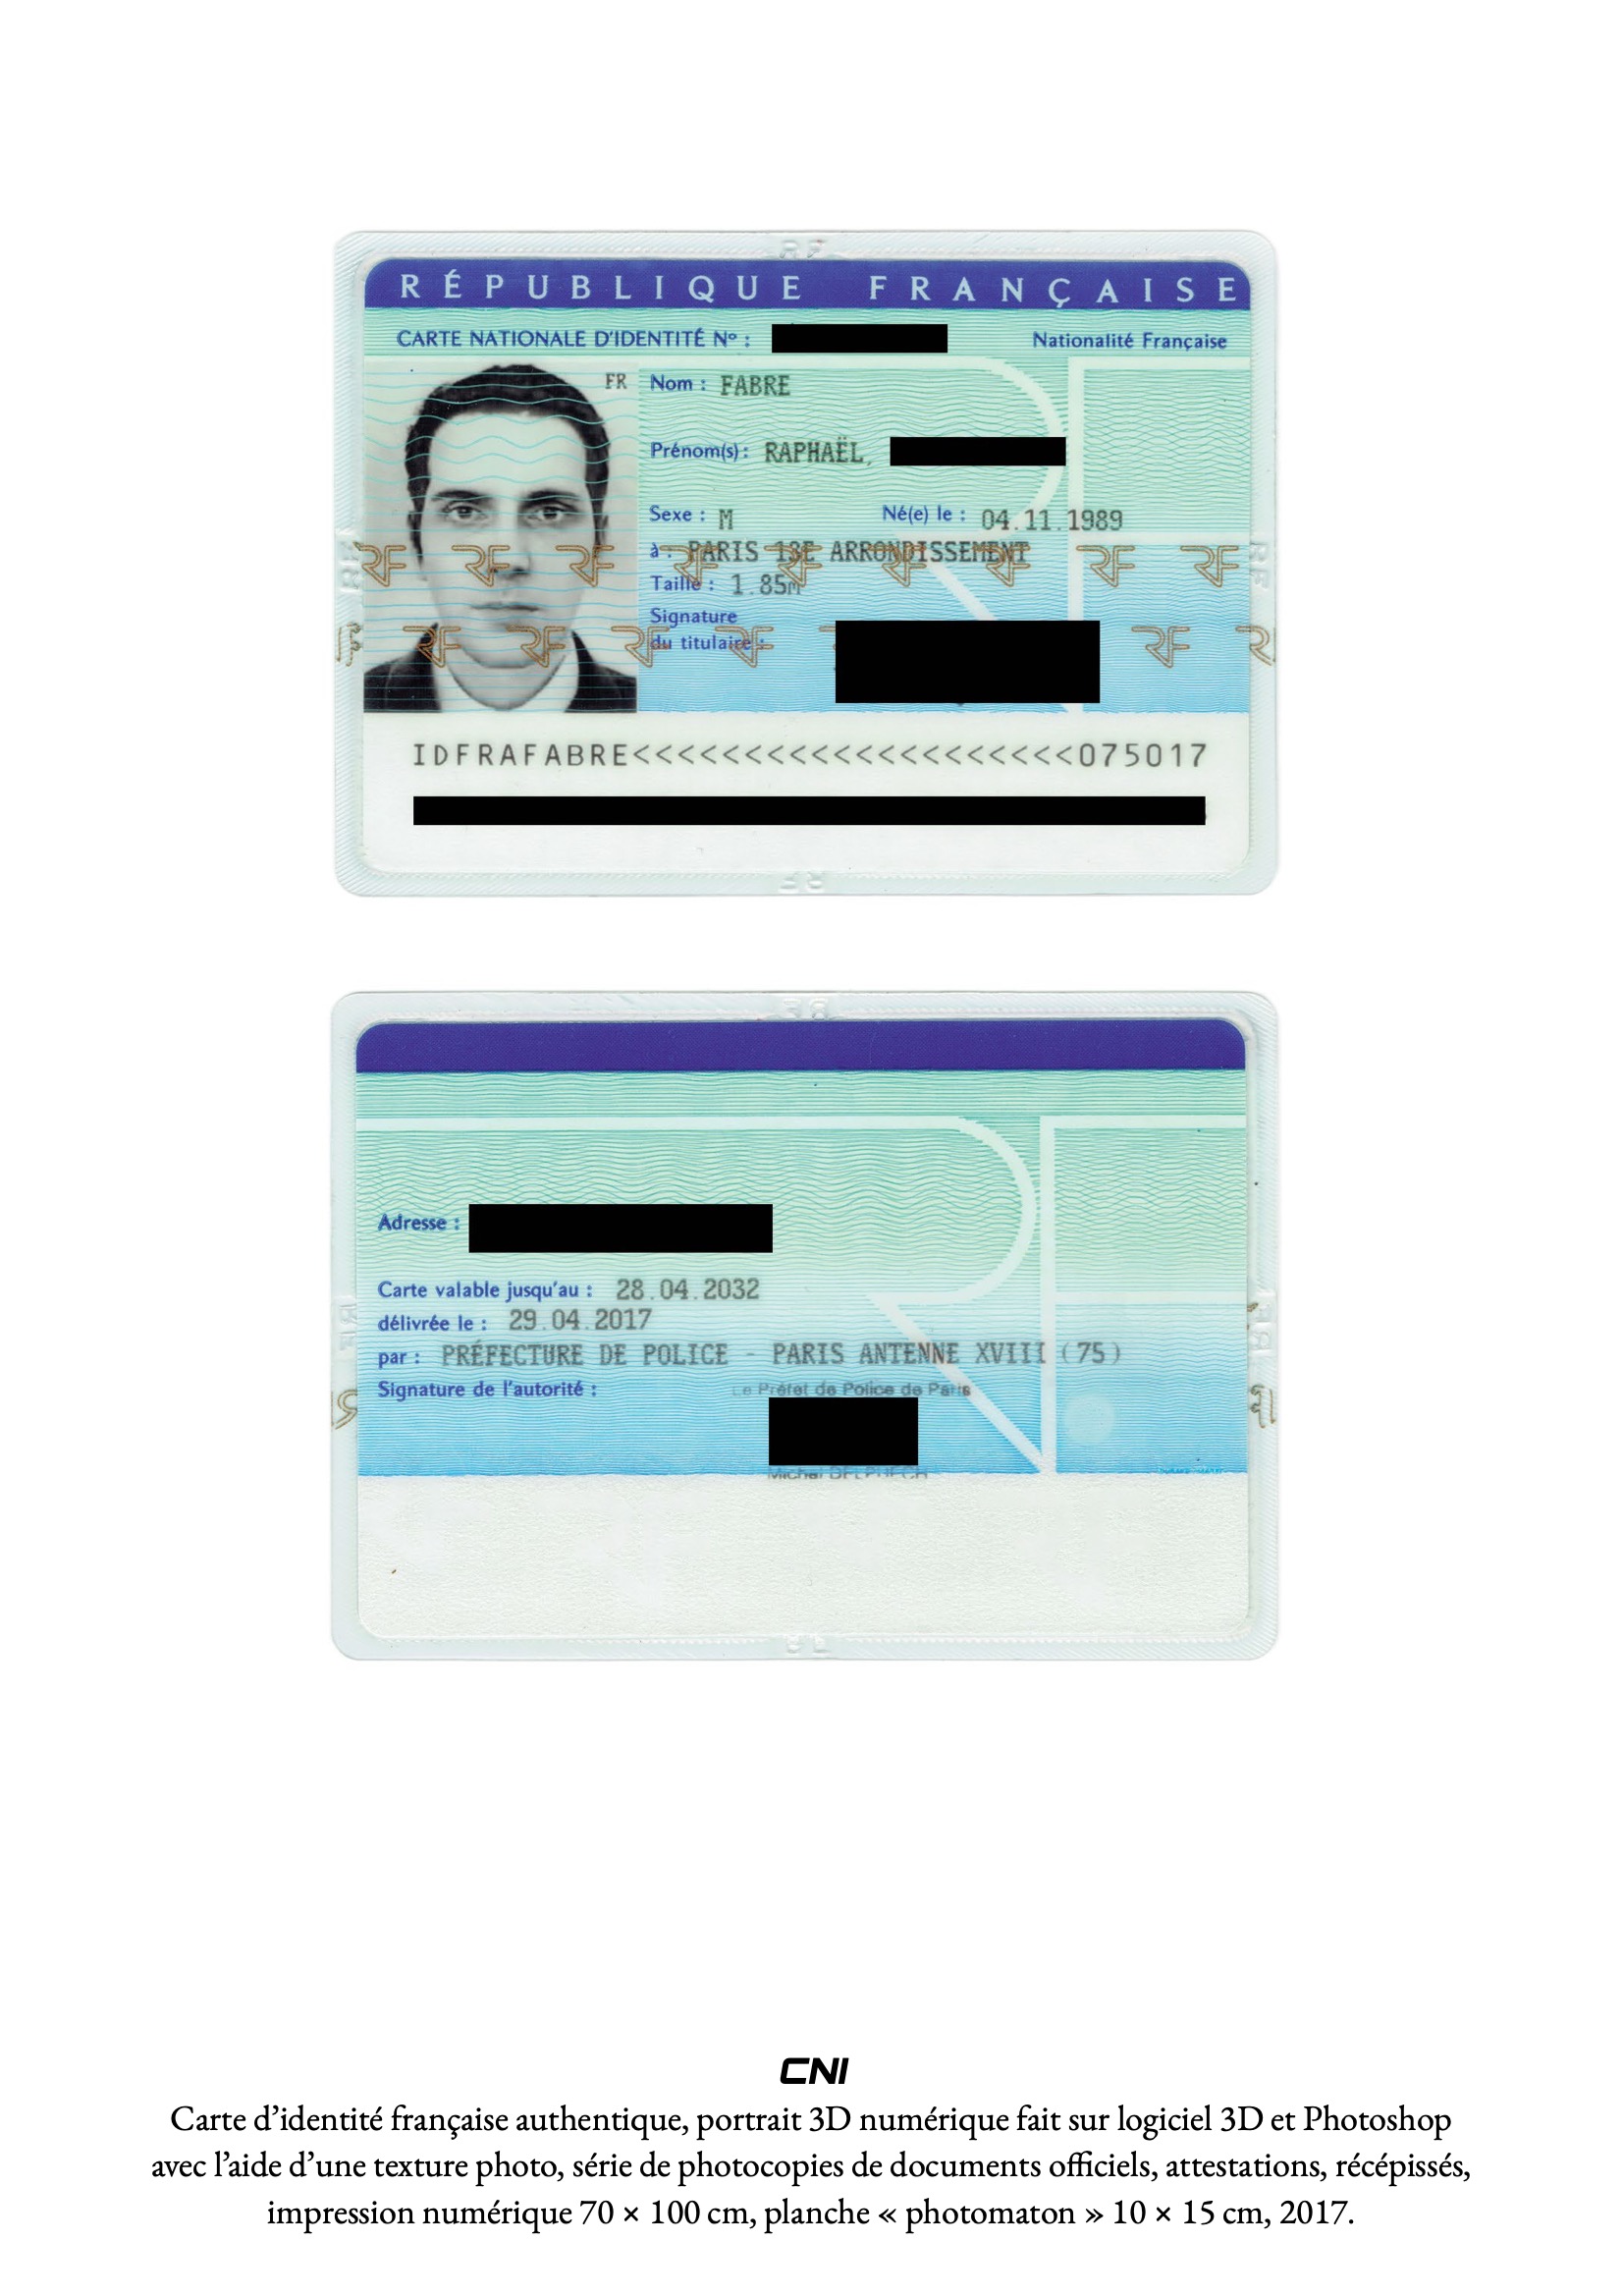 RÉPUBLIQUE FRANÇAISE
CARTE NATIONALE D'IDENTITÉ Nº : Nationalité Française
FR
Nom : FABRE
Prénom(s) : RAPHAËL,
Sexe : M Né(e) le : 04.11.1989
à : PARIS 13E ARRONDISSEMENT
Taille : 1.85m
Signature
du titulaire :
IDFRAFABRE<<<<<<<<<<<<<<<<<<<<075017
Adresse :
Carte valable jusqu'au : 28.04.2032
délivrée le : 29.04.2017
par : PRÉFECTURE DE POLICE - PARIS ANTENNE XVIII (75)
Signature de l'autorité : Le Préfet de Police de Paris
Michel DELPUECH
CNI
Carte d’identité française authentique, portrait 3D numérique fait sur logiciel 3D et Photoshop
avec l’aide d’une texture photo, série de photocopies de documents officiels, attestations, récépissés,
impression numérique 70 × 100 cm, planche « photomaton » 10 × 15 cm, 2017.